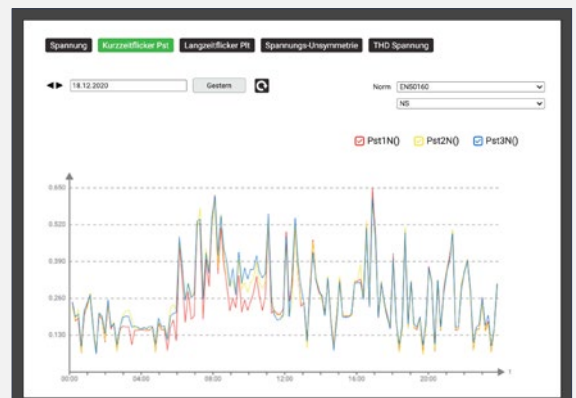 Spannung Kurzzeitflicker Pst Langzeitflicker Plt Spannungs-Unsymmetrie THD Spannung
18.12.2020 Gestern Norm EN50160
NS
Pst1N() Pst2N() Pst3N()
0.650
0.520
0.390
0.260
0.130
00:00 04:00 08:00 12:00 16:00 20:00 t